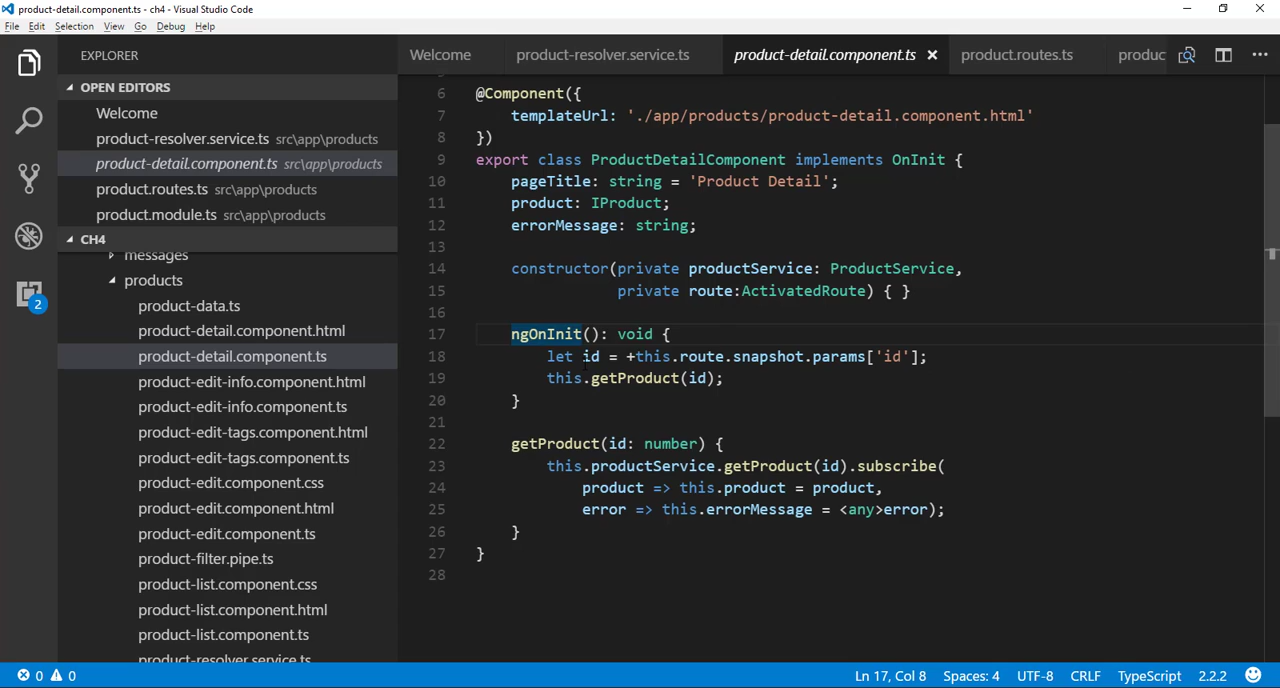 product-detail.component.ts - ch4 - Visual Studio Code
File Edit Selection View Go Debug Help
EXPLORER
OPEN EDITORS
Welcome
product-resolver.service.ts src\app\products
product-detail.component.ts src\app\products
product.routes.ts src\app\products
product.module.ts src\app\products
CH4
messages
products
product-data.ts
product-detail.component.html
product-detail.component.ts
product-edit-info.component.html
product-edit-info.component.ts
product-edit-tags.component.html
product-edit-tags.component.ts
product-edit.component.css
product-edit.component.html
product-edit.component.ts
product-filter.pipe.ts
product-list.component.css
product-list.component.html
product-list.component.ts
product-resolver.service.ts
2
Welcome product-resolver.service.ts product-detail.component.ts product.routes.ts produc
6 @Component({
7 templateUrl: './app/products/product-detail.component.html'
8 })
9 export class ProductDetailComponent implements OnInit {
10 pageTitle: string = 'Product Detail';
11 product: IProduct;
12 errorMessage: string;
13
14 constructor(private productService: ProductService,
15 private route:ActivatedRoute) { }
16
17 ngOnInit(): void {
18 let id = +this.route.snapshot.params['id'];
19 this.getProduct(id);
20 }
21
22 getProduct(id: number) {
23 this.productService.getProduct(id).subscribe(
24 product => this.product = product,
25 error => this.errorMessage = <any>error);
26 }
27 }
28
0 0 Ln 17, Col 8 Spaces: 4 UTF-8 CRLF TypeScript 2.2.2